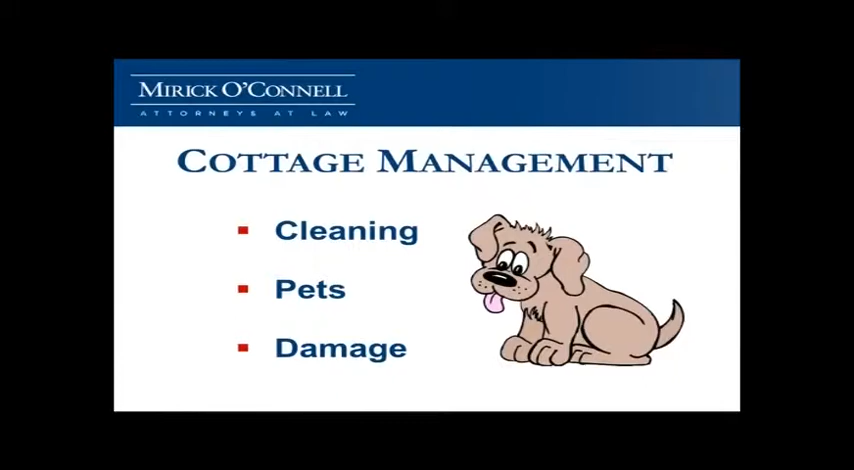 MIRICK O'CONNELL
ATTORNEYS AT LAW
COTTAGE MANAGEMENT
Cleaning
Pets
Damage